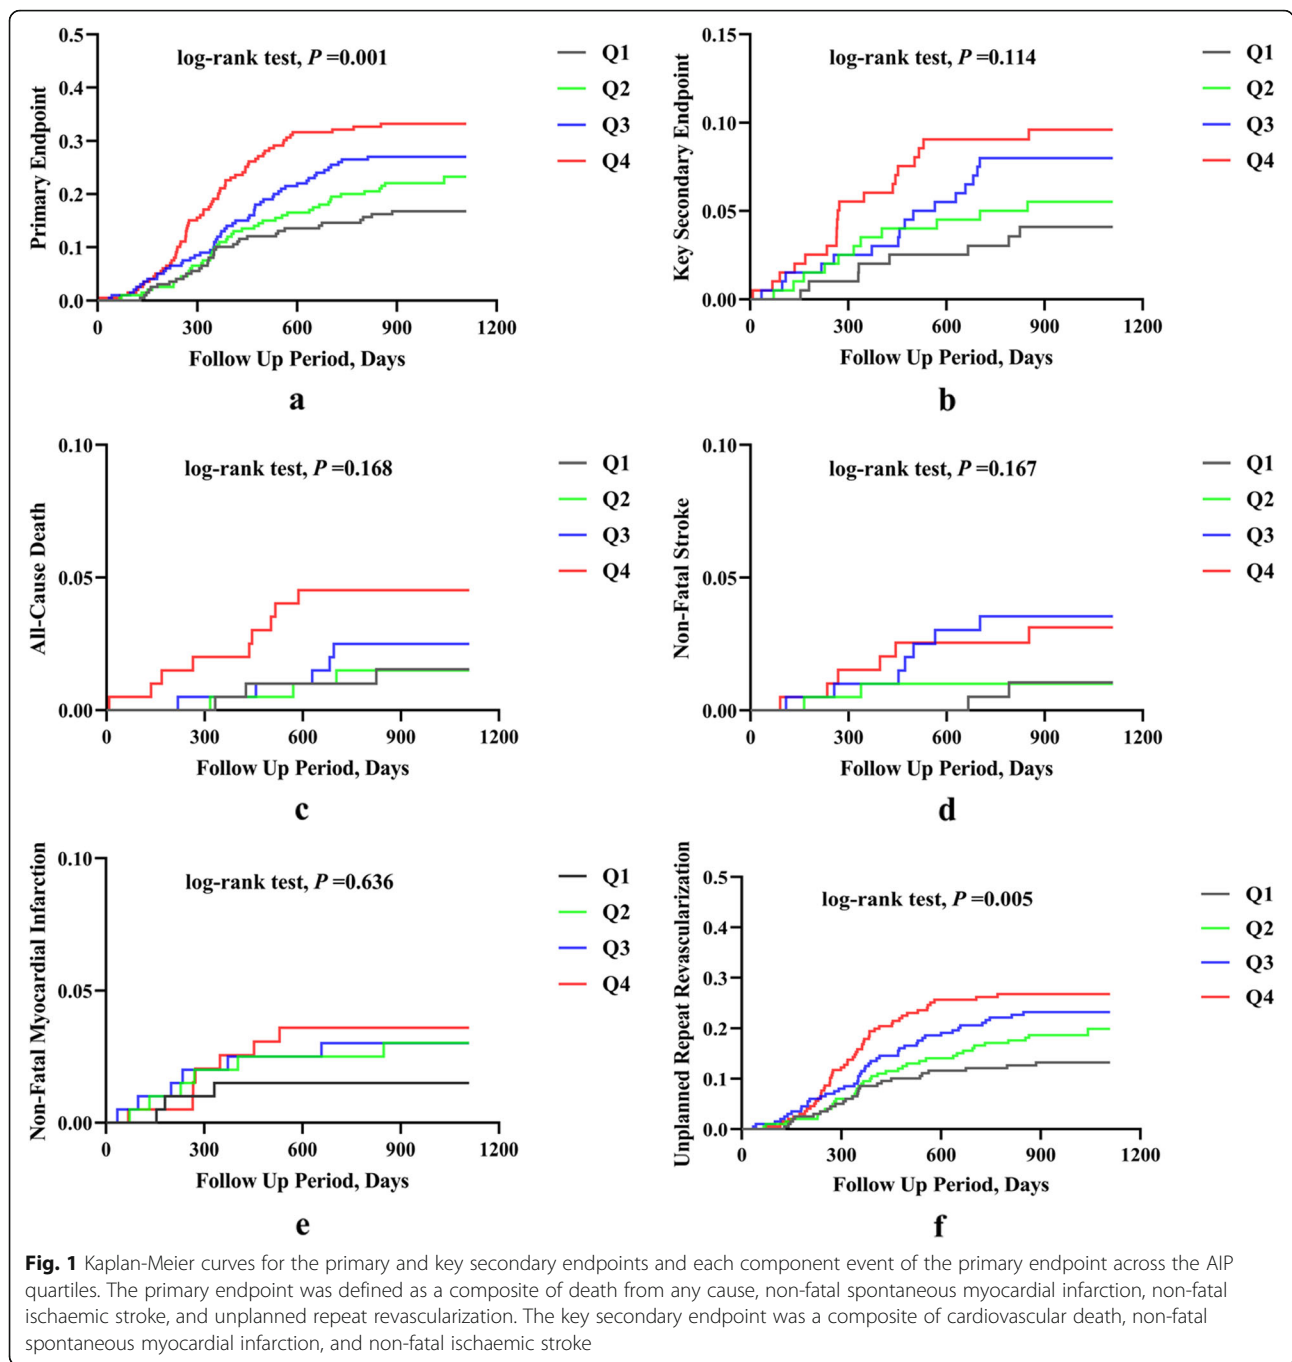 0.5
0.4
0.3
0.2
0.1
0.0
Primary Endpoint
log-rank test, P =0.001
Q1
Q2
Q3
Q4
0 300 600 900 1200
Follow Up Period, Days
a
0.15
0.10
0.05
0.00
Key Secondary Endpoint
log-rank test, P =0.114
Q1
Q2
Q3
Q4
0 300 600 900 1200
Follow Up Period, Days
b
0.10
0.05
0.00
All-Cause Death
log-rank test, P =0.168
Q1
Q2
Q3
Q4
0 300 600 900 1200
Follow Up Period, Days
c
0.10
0.05
0.00
Non-Fatal Stroke
log-rank test, P =0.167
Q1
Q2
Q3
Q4
0 300 600 900 1200
Follow Up Period, Days
d
0.10
0.05
0.00
Non-Fatal Myocardial Infarction
log-rank test, P =0.636
Q1
Q2
Q3
Q4
0 300 600 900 1200
Follow Up Period, Days
e
0.5
0.4
0.3
0.2
0.1
0.0
Unplanned Repeat Revascularization
log-rank test, P =0.005
Q1
Q2
Q3
Q4
0 300 600 900 1200
Follow Up Period, Days
f
Fig. 1 Kaplan-Meier curves for the primary and key secondary endpoints and each component event of the primary endpoint across the AIP
quartiles. The primary endpoint was defined as a composite of death from any cause, non-fatal spontaneous myocardial infarction, non-fatal
ischaemic stroke, and unplanned repeat revascularization. The key secondary endpoint was a composite of cardiovascular death, non-fatal
spontaneous myocardial infarction, and non-fatal ischaemic stroke